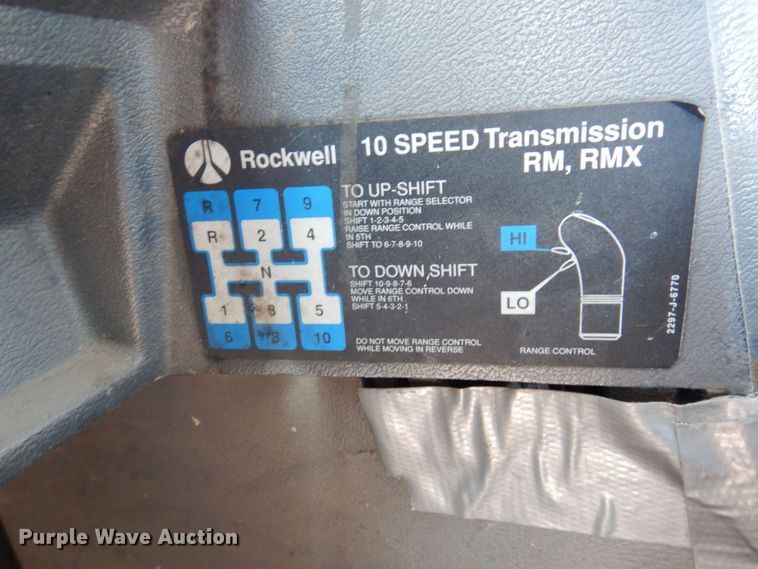 Rockwell
10 SPEED Transmission
RM, RMX
R 7 9
R 2 4
N
1 3 5
6 8 10
TO UP-SHIFT
START WITH RANGE SELECTOR
IN DOWN POSITION
SHIFT 1-2-3-4-5
RAISE RANGE CONTROL WHILE
IN 5TH
SHIFT TO 6-7-8-9-10
TO DOWN SHIFT
SHIFT 10-9-8-7-6
MOVE RANGE CONTROL DOWN
WHILE IN 6TH
SHIFT 5-4-3-2-1
DO NOT MOVE RANGE CONTROL
WHILE MOVING IN REVERSE
HI
LO
RANGE CONTROL
2297-J-6770
Purple Wave Auction